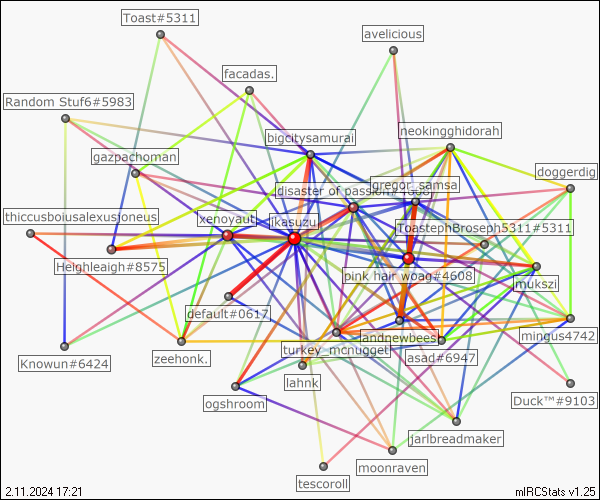 Toast#5311
avelicious
facadas.
Random Stuf6#5983
bigcitysamurai
neokingghidorah
gazpachoman
doggerdig
gregor_samsa
disaster of passion
thiccusboiusalexusjoneus
xenoyaut
ikasuzu
ToastephBroseph5311#5311
Heighleaigh#8575
pink hair woag#4608
mukszi
default#0617
andnewbees
mingus4742
turkey_mcnugget
zeehonk.
asad#6947
Knowun#6424
lahnk
ogshroom
Duck™#9103
jarlbreadmaker
moonraven
tescoroll
2.11.2024 17:21
mIRCStats v1.25